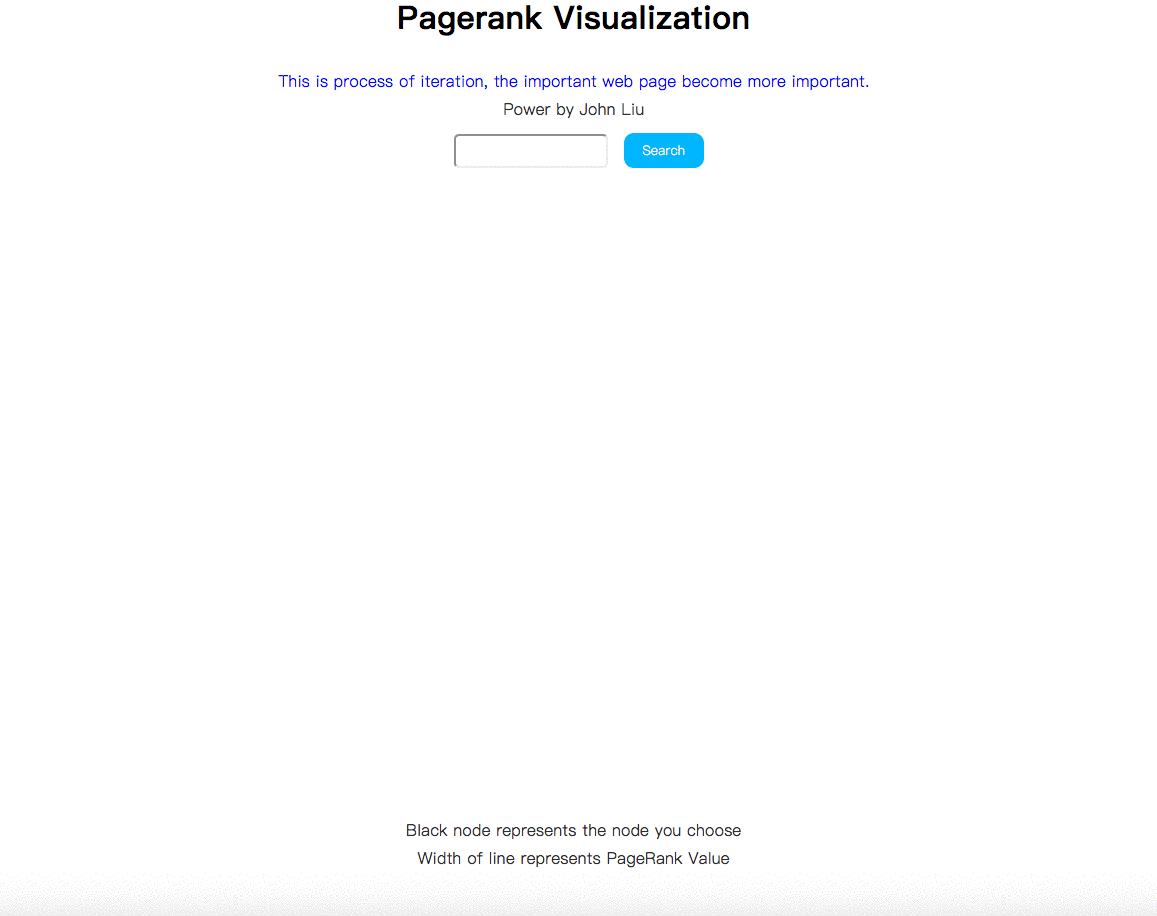 Pagerank Visualization
This is process of iteration, the important web page become more important.
Power by John Liu
Search
Black node represents the node you choose
Width of line represents PageRank Value